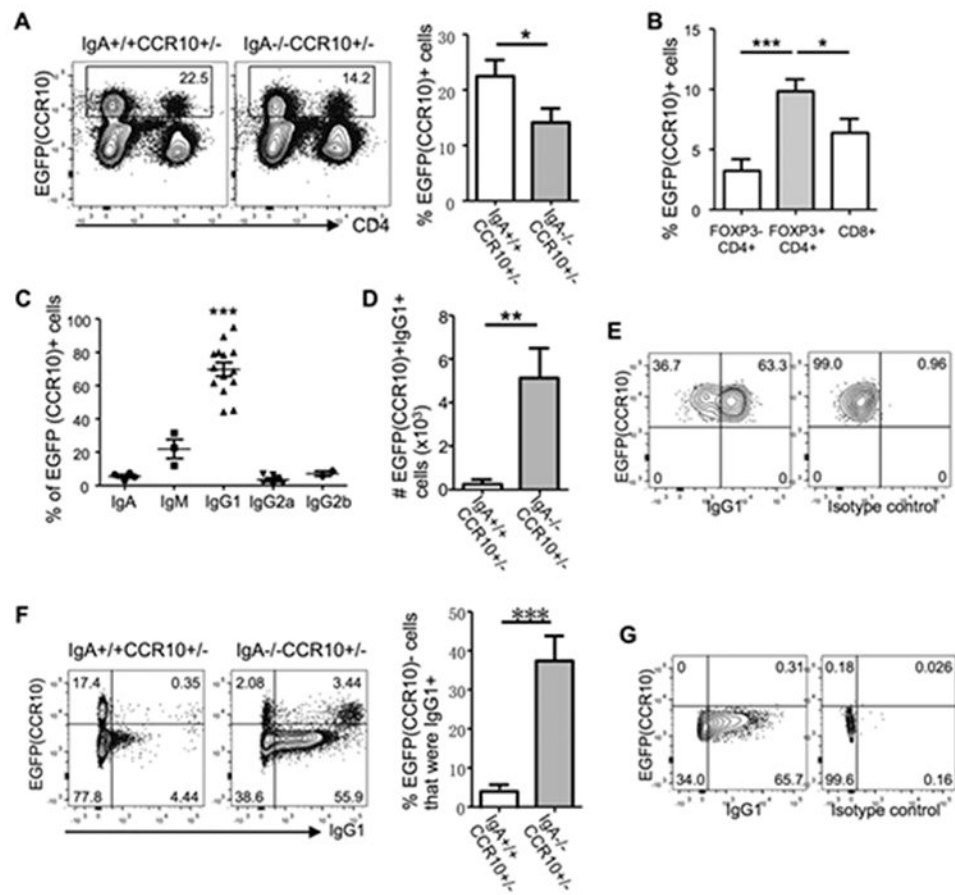 A
IgA+/+CCR10+/-
IgA-/-CCR10+/-
EGFP(CCR10)
22.5
14.2
CD4
% EGFP(CCR10)+ cells
30
20
10
0
*
IgA+/+
CCR10+/-
IgA-/-
CCR10+/-
B
% EGFP(CCR10)+ cells
15
10
5
0
***
*
FOXP3-
CD4+
FOXP3+
CD4+
CD8+
C
% of EGFP (CCR10)+ cells
100
80
60
40
20
0
***
IgA
IgM
IgG1
IgG2a
IgG2b
D
# EGFP(CCR10)+IgG1+
cells (x10³)
8
6
4
2
0
**
IgA+/+
CCR10+/-
IgA-/-
CCR10+/-
E
EGFP(CCR10)
36.7
63.3
0
0
IgG1
99.0
0.96
0
0
Isotype control
F
IgA+/+CCR10+/-
IgA-/-CCR10+/-
EGFP(CCR10)
17.4
0.35
77.8
4.44
2.08
3.44
38.6
55.9
IgG1
% EGFP(CCR10)- cells
that were IgG1+
50
40
30
20
10
0
***
IgA+/+
CCR10+/-
IgA-/-
CCR10+/-
G
EGFP(CCR10)
0
0.31
34.0
65.7
IgG1
0.18
0.026
99.6
0.16
Isotype control